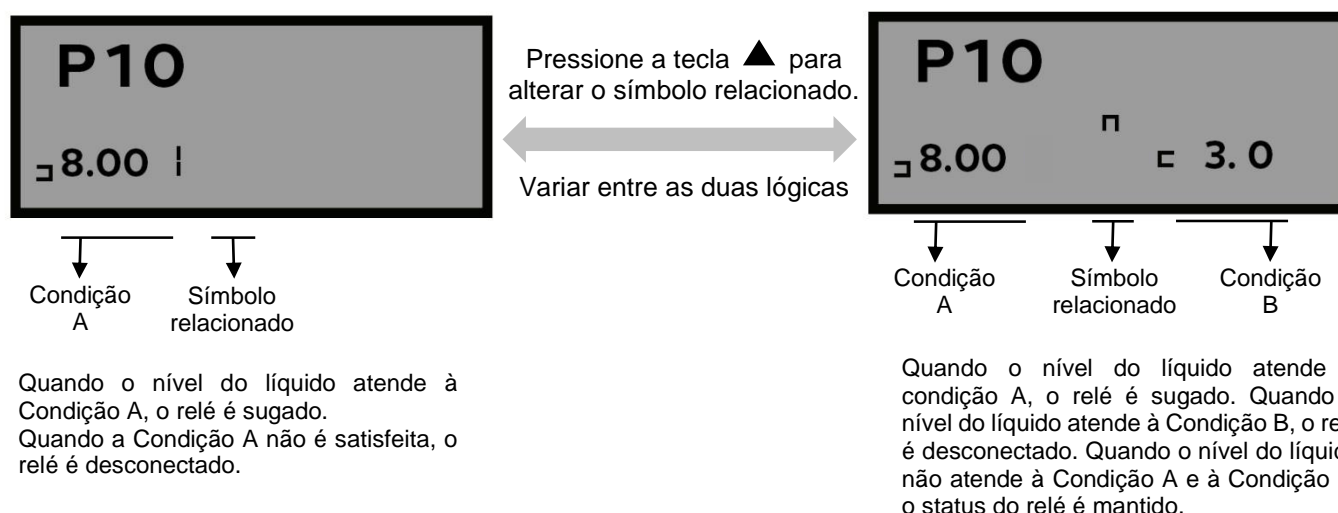 P10
8.00
Condição
A
Símbolo
relacionado
Quando o nível do líquido atende à
Condição A, o relé é sugado.
Quando a Condição A não é satisfeita, o
relé é desconectado.
Pressione a tecla ▲ para
alterar o símbolo relacionado.
Variar entre as duas lógicas
P10
8.00 3. 0
Condição
A
Símbolo
relacionado
Condição
B
Quando o nível do líquido atende
condição A, o relé é sugado. Quando
nível do líquido atende à Condição B, o
é desconectado. Quando o nível do
não atende à Condição A e à Condição
o status do relé é mantido.